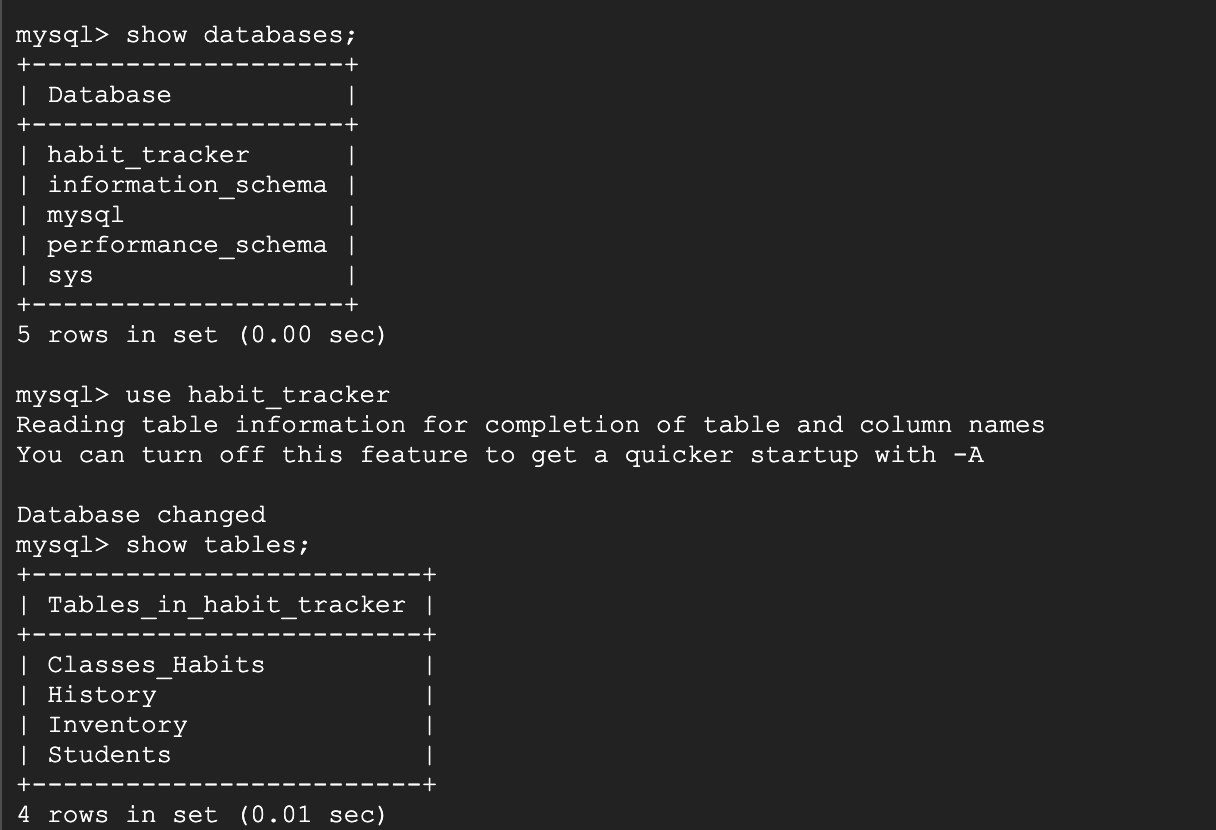 mysql> show databases;
+--------------------+
| Database           |
+--------------------+
| habit_tracker      |
| information_schema |
| mysql              |
| performance_schema |
| sys                |
+--------------------+
5 rows in set (0.00 sec)

mysql> use habit_tracker
Reading table information for completion of table and column names
You can turn off this feature to get a quicker startup with -A

Database changed
mysql> show tables;
+-------------------------+
| Tables_in_habit_tracker |
+-------------------------+
| Classes_Habits          |
| History                 |
| Inventory               |
| Students                |
+-------------------------+
4 rows in set (0.01 sec)